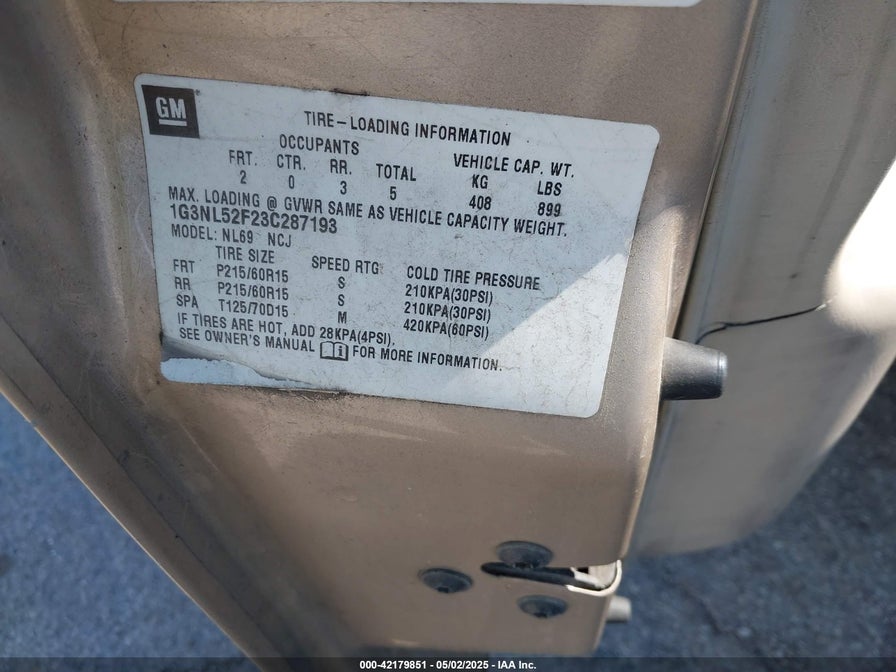 GM
TIRE-LOADING INFORMATION
OCCUPANTS VEHICLE CAP. WT.
FRT. CTR. RR. TOTAL KG LBS
2 0 3 5 408 899
MAX. LOADING @ GVWR SAME AS VEHICLE CAPACITY WEIGHT.
1G3NL52F23C287193
MODEL: NL69 NCJ
TIRE SIZE SPEED RTG COLD TIRE PRESSURE
FRT P215/60R15 S 210KPA(30PSI)
RR P215/60R15 S 210KPA(30PSI)
SPA T125/70D15 M 420KPA(60PSI)
IF TIRES ARE HOT, ADD 28KPA(4PSI),
SEE OWNER'S MANUAL FOR MORE INFORMATION.
000-42179851 - 05/02/2025 - IAA Inc.